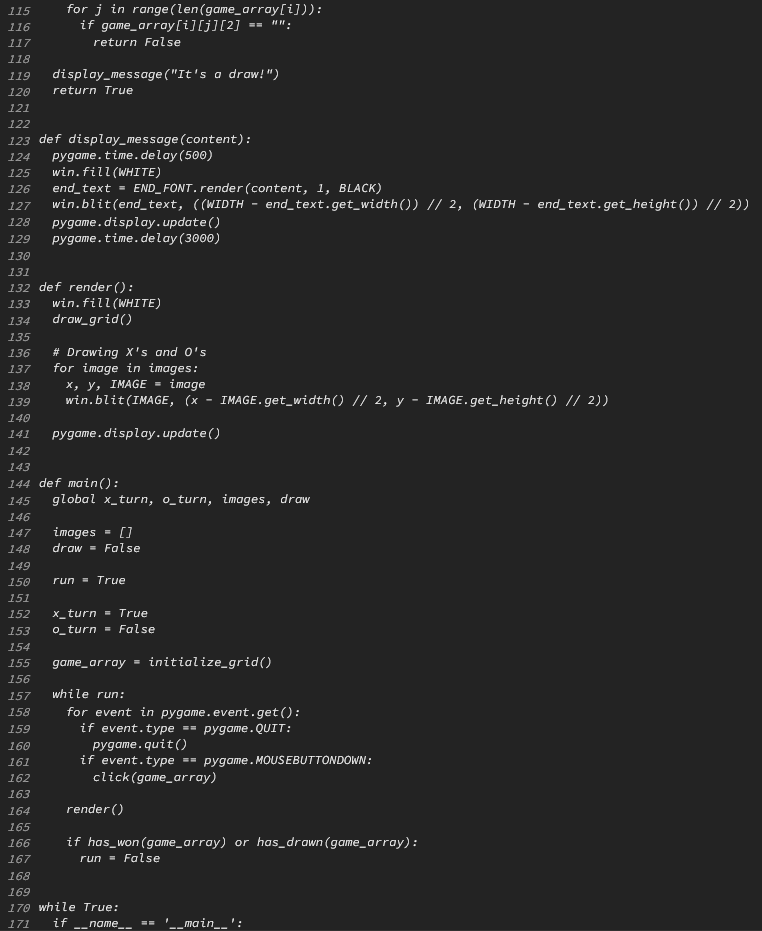 115     for j in range(len(game_array[i])):
116       if game_array[i][j][2] == "":
117         return False
118
119   display_message("It's a draw!")
120   return True
121
122
123 def display_message(content):
124   pygame.time.delay(500)
125   win.fill(WHITE)
126   end_text = END_FONT.render(content, 1, BLACK)
127   win.blit(end_text, ((WIDTH - end_text.get_width()) // 2, (WIDTH - end_text.get_height()) // 2))
128   pygame.display.update()
129   pygame.time.delay(3000)
130
131
132 def render():
133   win.fill(WHITE)
134   draw_grid()
135
136   # Drawing X's and O's
137   for image in images:
138     x, y, IMAGE = image
139     win.blit(IMAGE, (x - IMAGE.get_width() // 2, y - IMAGE.get_height() // 2))
140
141   pygame.display.update()
142
143
144 def main():
145   global x_turn, o_turn, images, draw
146
147   images = []
148   draw = False
149
150   run = True
151
152   x_turn = True
153   o_turn = False
154
155   game_array = initialize_grid()
156
157   while run:
158     for event in pygame.event.get():
159       if event.type == pygame.QUIT:
160         pygame.quit()
161       if event.type == pygame.MOUSEBUTTONDOWN:
162         click(game_array)
163
164     render()
165
166     if has_won(game_array) or has_drawn(game_array):
167       run = False
168
169
170 while True:
171   if __name__ == '__main__':